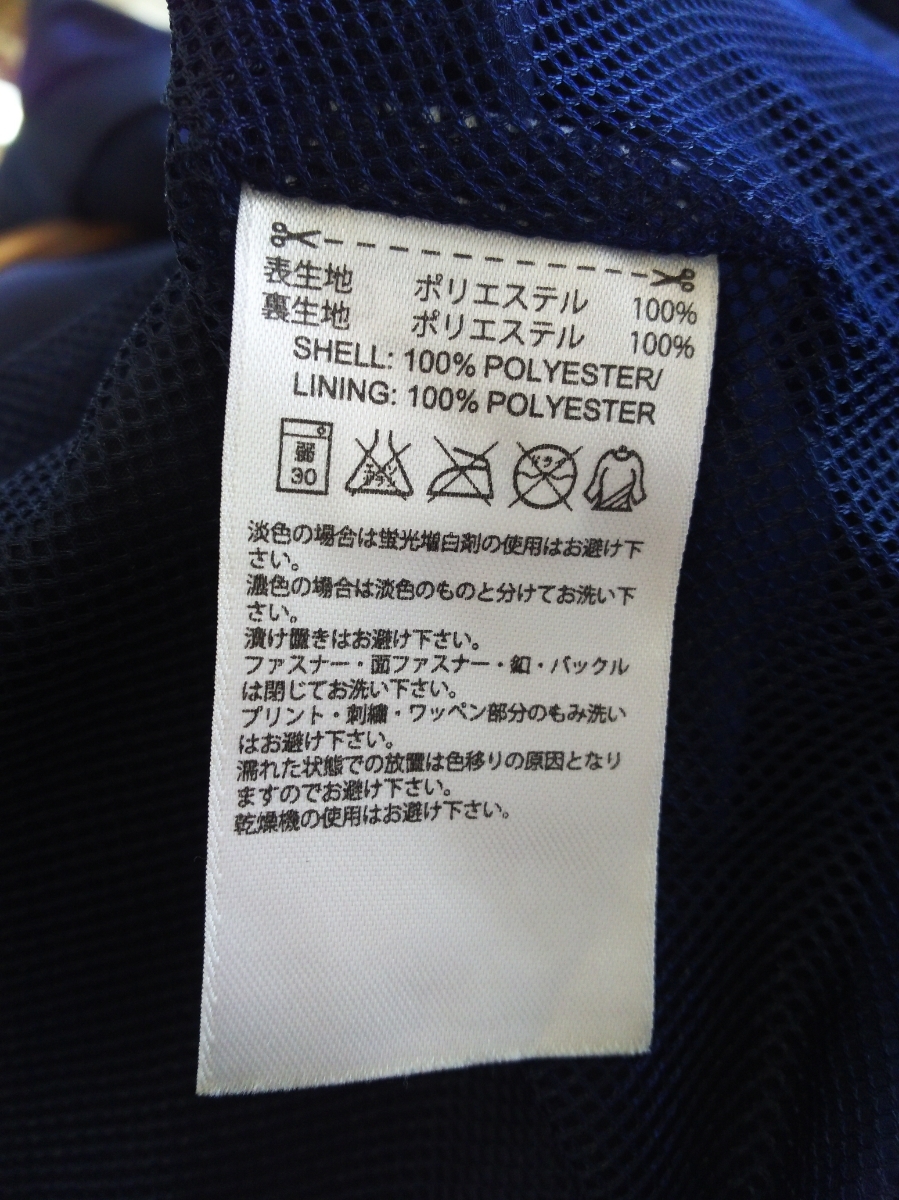 表生地 ポリエステル 100%
裏生地 ポリエステル 100%
SHELL: 100% POLYESTER/
LINING: 100% POLYESTER
弱 30 エンソサラシ ドライ
淡色の場合は蛍光増白剤の使用はお避け下
さい。
濃色の場合は淡色のものと分けてお洗い下
さい。
漬け置きはお避け下さい。
ファスナー・面ファスナー・釦・バックル
は閉じてお洗い下さい。
プリント・刺繍・ワッペン部分のもみ洗い
はお避け下さい。
濡れた状態での放置は色移りの原因となり
ますのでお避け下さい。
乾燥機の使用はお避け下さい。